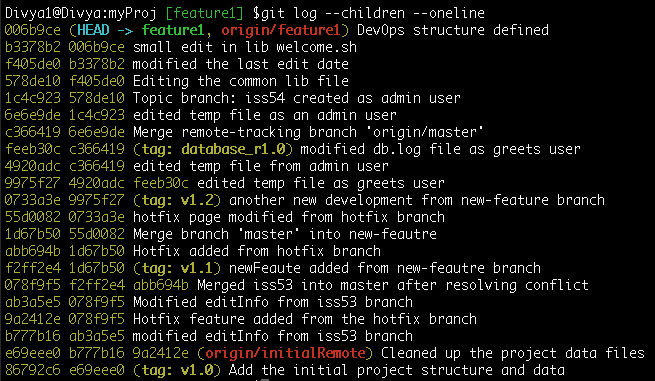 Divya1@Divya:myProj [feature1] $git log --children --oneline
006b9ce (HEAD -> feature1, origin/feature1) DevOps structure defined
b3378b2 006b9ce small edit in lib welcome.sh
f405de0 b3378b2 modified the last edit date
578de10 f405de0 Editing the common lib file
1c4c923 578de10 Topic branch: iss54 created as admin user
6e6e9de 1c4c923 edited temp file as an admin user
c366419 6e6e9de Merge remote-tracking branch 'origin/master'
feeb30c c366419 (tag: database_r1.0) modified db.log file as greets user
4920adc c366419 edited temp file from admin user
9975f27 4920adc feeb30c edited temp file as greets user
0733a3e 9975f27 (tag: v1.2) another new development from new-feature branch
55d0082 0733a3e hotfix page modified from hotfix branch
1d67b50 55d0082 Merge branch 'master' into new-feautre
abb694b 1d67b50 Hotfix added from hotfix branch
f2ff2e4 1d67b50 (tag: v1.1) newFeaute added from new-feautre branch
078f9f5 f2ff2e4 abb694b Merged iss53 into master after resolving conflict
ab3a5e5 078f9f5 Modified editInfo from iss53 branch
9a2412e 078f9f5 Hotfix feature added from the hotfix branch
b777b16 ab3a5e5 modified editInfo from iss53 branch
e69eee0 b777b16 9a2412e (origin/initialRemote) Cleaned up the project data files
86792c6 e69eee0 (tag: v1.0) Add the initial project structure and data